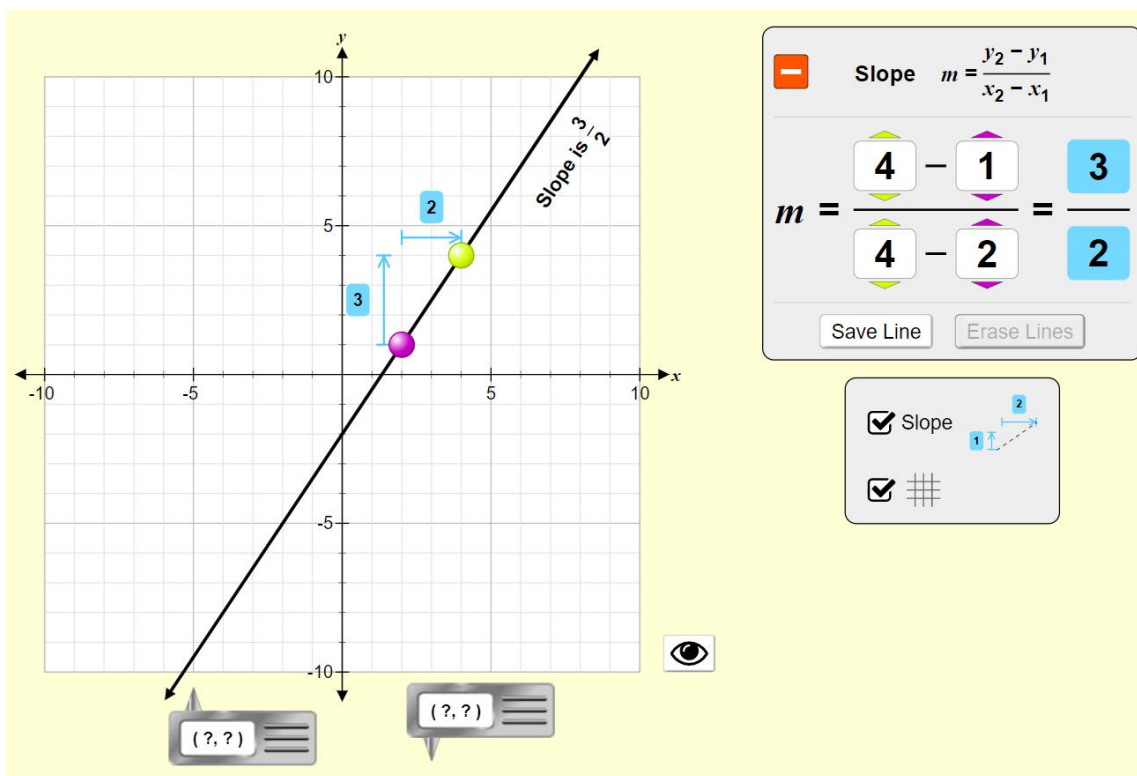 y
10
5
-5
-10
-10
-5
5
10
x
Slope is 3/2
2
3
(?, ?)
(?, ?)
Slope m = y2 − y1 / x2 − x1
m = 4 − 1 / 4 − 2 = 3 / 2
Save Line
Erase Lines
Slope
2
1